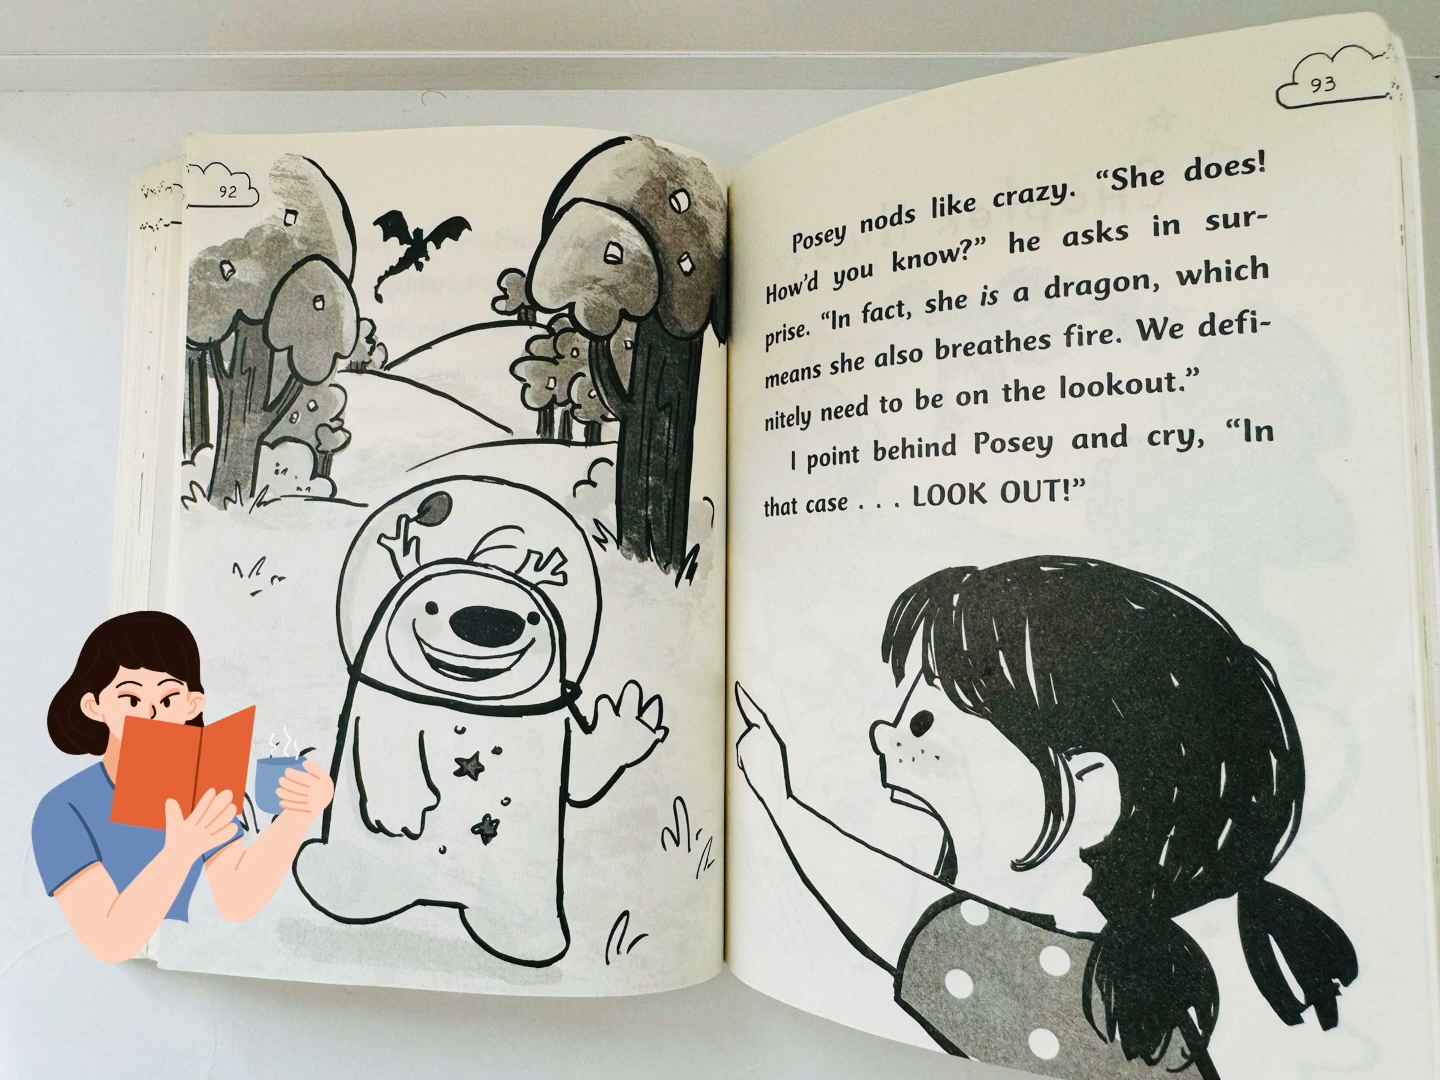 92
93
Posey nods like crazy. “She does!
How’d you know?” he asks in sur-
prise. “In fact, she is a dragon, which
means she also breathes fire. We defi-
nitely need to be on the lookout.”
I point behind Posey and cry, “In
that case . . . LOOK OUT!”